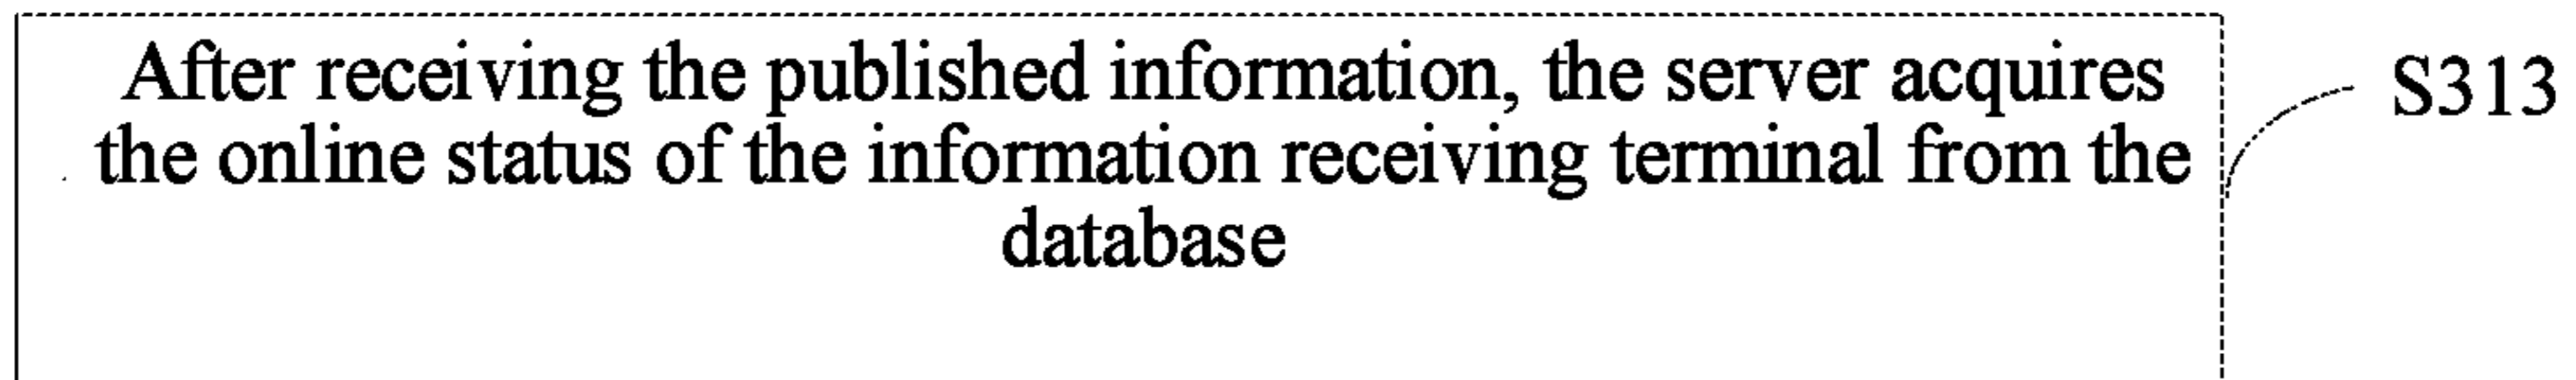 After receiving the published information, the server acquires
the online status of the information receiving terminal from the
database
S313